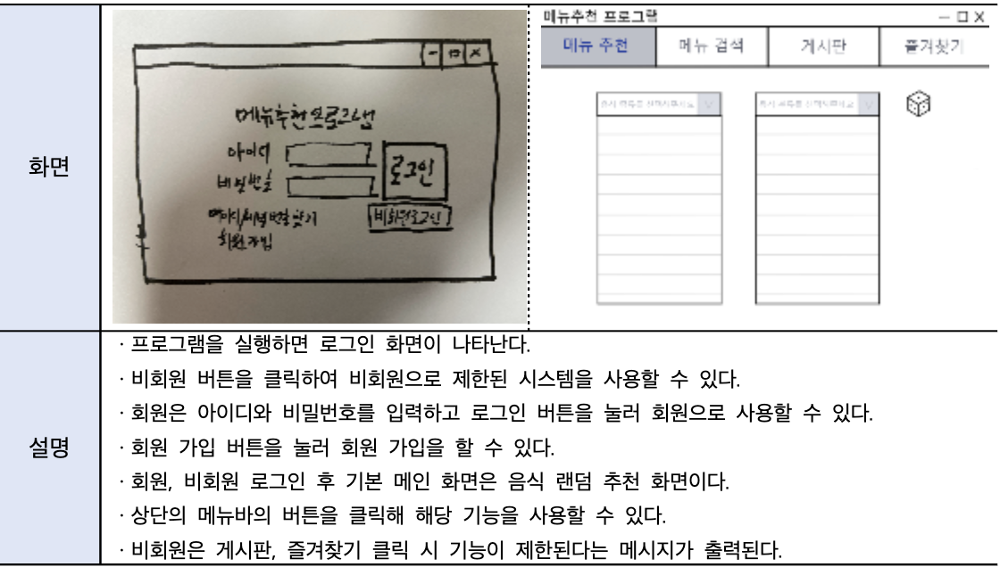 화면
메뉴추천프로그램
아이디
로그인
비밀번호
아이디/비밀번호찾기
비회원로그인
회원가입
메뉴추천 프로그램
메뉴 추천
메뉴 검색
게시판
즐겨찾기
설명
· 프로그램을 실행하면 로그인 화면이 나타난다.
· 비회원 버튼을 클릭하여 비회원으로 제한된 시스템을 사용할 수 있다.
· 회원은 아이디와 비밀번호를 입력하고 로그인 버튼을 눌러 회원으로 사용할 수 있다.
· 회원 가입 버튼을 눌러 회원 가입을 할 수 있다.
· 회원, 비회원 로그인 후 기본 메인 화면은 음식 랜덤 추천 화면이다.
· 상단의 메뉴바의 버튼을 클릭해 해당 기능을 사용할 수 있다.
· 비회원은 게시판, 즐겨찾기 클릭 시 기능이 제한된다는 메시지가 출력된다.